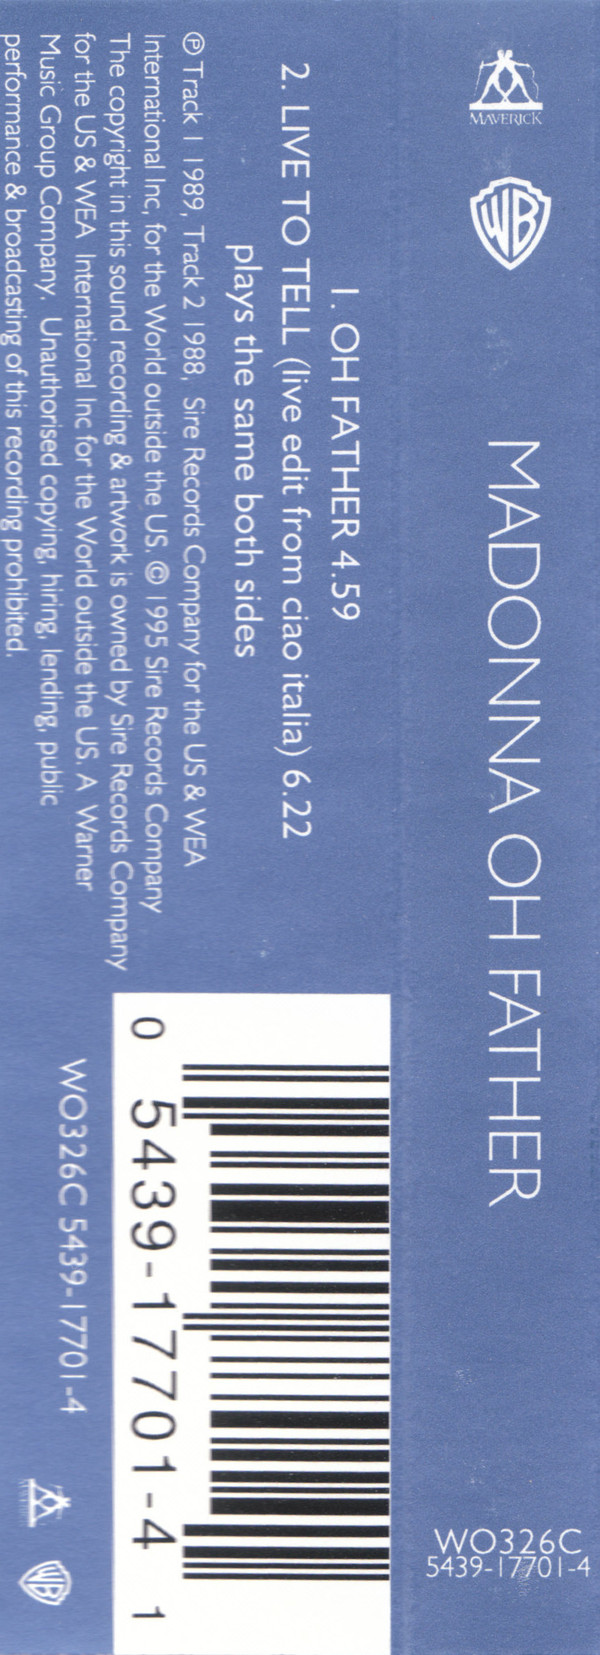 MAVERICK
WB
MADONNA OH FATHER
WO326C
5439-17701-4
1. OH FATHER 4.59
2. LIVE TO TELL (live edit from ciao italia) 6.22
plays the same both sides
℗ Track 1 1989, Track 2 1988, Sire Records Company for the US & WEA
International Inc, for the World outside the US. © 1995 Sire Records Company
The copyright in this sound recording & artwork is owned by Sire Records Company
for the US & WEA International Inc for the World outside the US. A Warner
Music Group Company. Unauthorised copying, hiring, lending, public
performance & broadcasting of this recording prohibited.
0 5439-17701-4 1
WO326C 5439-17701-4
WB